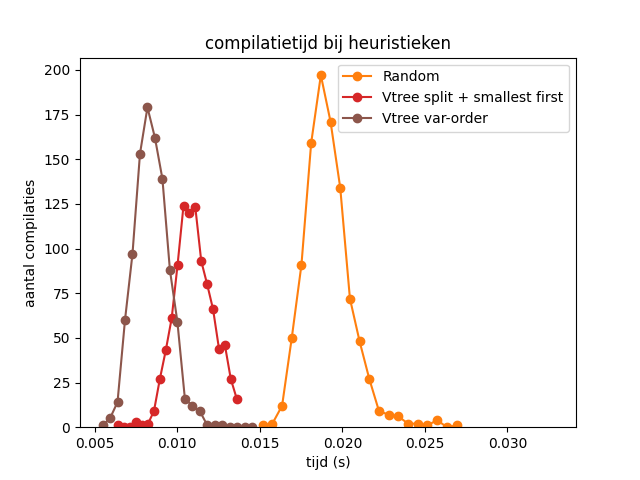 compilatietijd bij heuristieken
200
175
150
125
100
75
50
25
0
aantal compilaties
Random
Vtree split + smallest first
Vtree var-order
0.005 0.010 0.015 0.020 0.025 0.030
tijd (s)